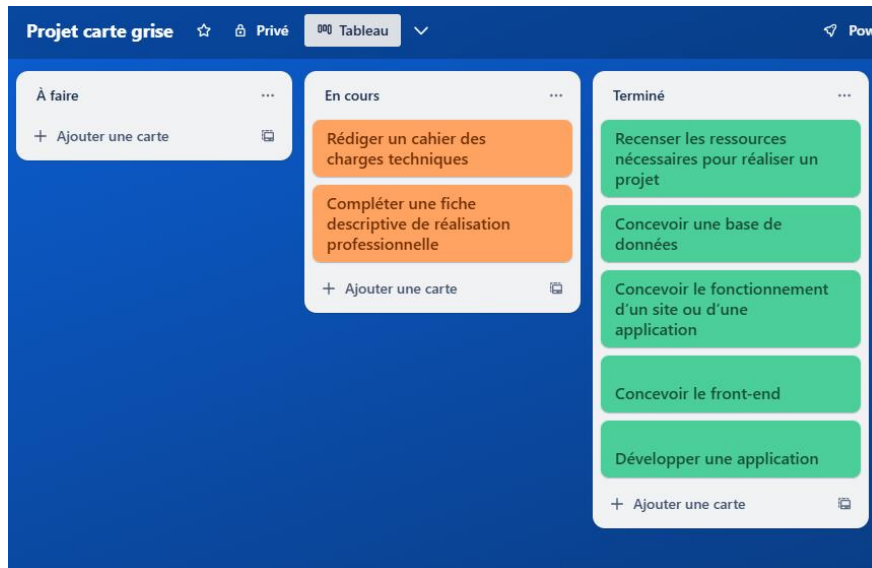 Projet carte grise
Privé
Tableau
À faire
Ajouter une carte
En cours
Rédiger un cahier des
charges techniques
Compléter une fiche
descriptive de réalisation
professionnelle
Ajouter une carte
Terminé
Recenser les ressources
nécessaires pour réaliser un
projet
Concevoir une base de
données
Concevoir le fonctionnement
d'un site ou d'une
application
Concevoir le front-end
Développer une application
Ajouter une carte